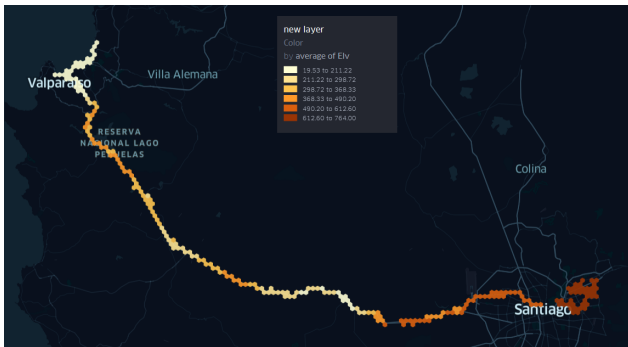 new layer
Color
by average of Elv
19.53 to 211.22
211.22 to 298.72
298.72 to 368.33
368.33 to 490.20
490.20 to 612.60
612.60 to 764.00
Valparaíso
Villa Alemana
RESERVA
NACIONAL LAGO
PEÑUELAS
Colina
Santiago